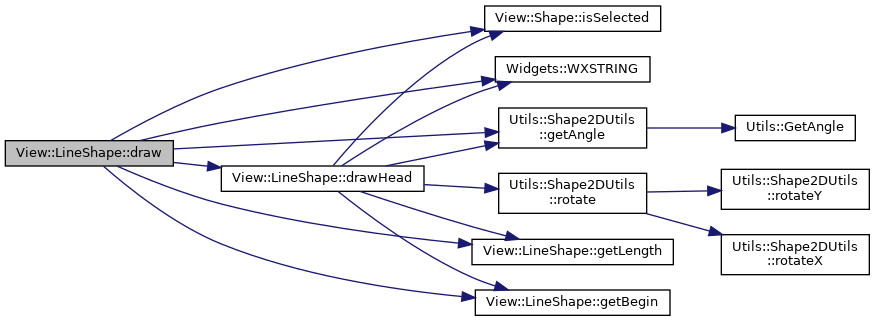 View::LineShape::draw
View::LineShape::drawHead
View::Shape::isSelected
Widgets::WXSTRING
Utils::Shape2DUtils
::getAngle
Utils::Shape2DUtils
::rotate
View::LineShape::getLength
View::LineShape::getBegin
Utils::GetAngle
Utils::Shape2DUtils
::rotateY
Utils::Shape2DUtils
::rotateX